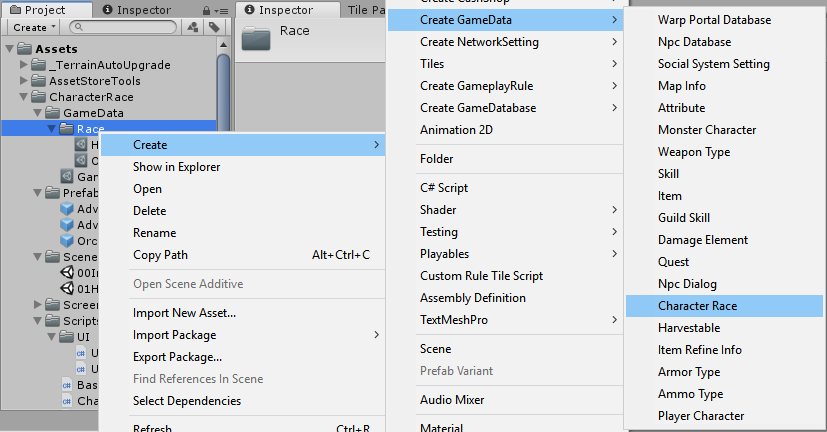 Project
Inspector
Create
Assets
_TerrainAutoUpgrade
AssetStoreTools
CharacterRace
GameData
Race
H
C
Gam
Prefab
Adv
Adv
Orc
Scene
00In
01H
Screen
Scripts
UI
U
U
Bas
Cha
Inspector
Tile Pa
Race
Create
Show in Explorer
Open
Delete
Rename
Copy Path Alt+Ctrl+C
Open Scene Additive
Import New Asset...
Import Package
Export Package...
Find References In Scene
Select Dependencies
Refresh Ctrl+R
Create CashShop
Create GameData
Create NetworkSetting
Tiles
Create GameplayRule
Create GameDatabase
Animation 2D
Folder
C# Script
Shader
Testing
Playables
Custom Rule Tile Script
Assembly Definition
TextMeshPro
Scene
Prefab Variant
Audio Mixer
Material
Warp Portal Database
Npc Database
Social System Setting
Map Info
Attribute
Monster Character
Weapon Type
Skill
Item
Guild Skill
Damage Element
Quest
Npc Dialog
Character Race
Harvestable
Item Refine Info
Armor Type
Ammo Type
Player Character